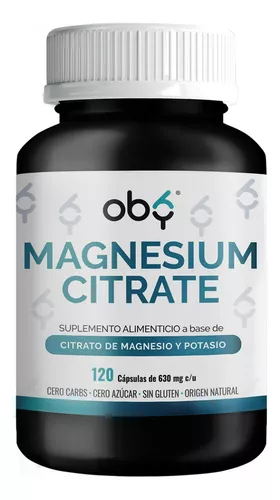 oby®
MAGNESIUM
CITRATE
SUPLEMENTO ALIMENTICIO a base de
CITRATO DE MAGNESIO Y POTASIO
120 Cápsulas de 630 mg c/u
CERO CARBS • CERO AZÚCAR • SIN GLUTEN • ORIGEN NATURAL